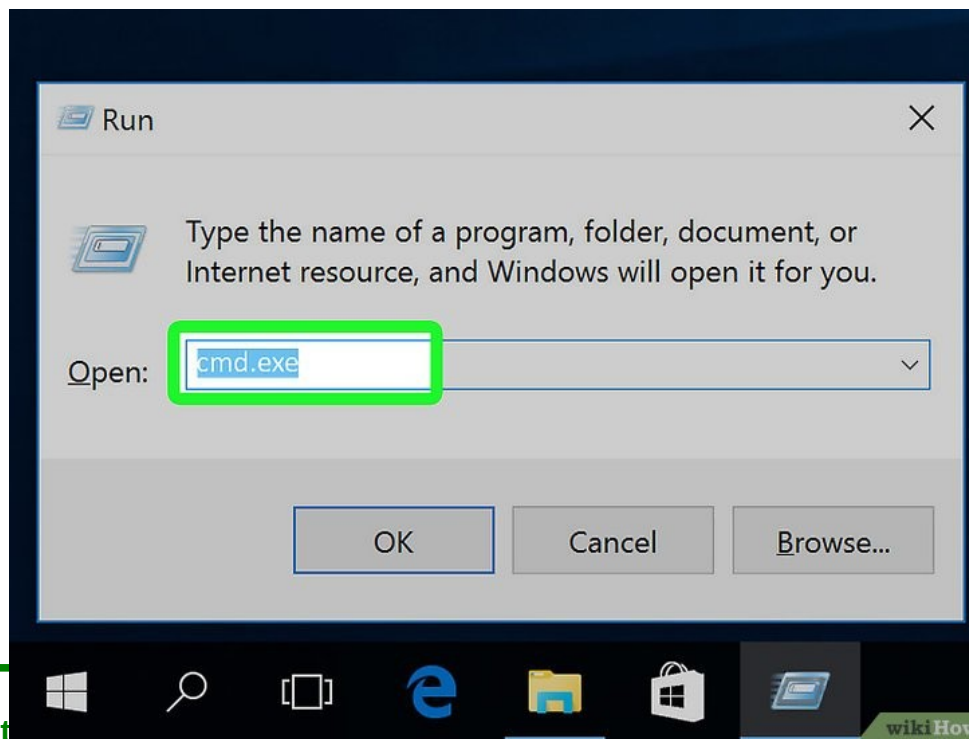 Run
Type the name of a program, folder, document, or
Internet resource, and Windows will open it for you.
Open:
cmd.exe
OK
Cancel
Browse...
t
wikiHow